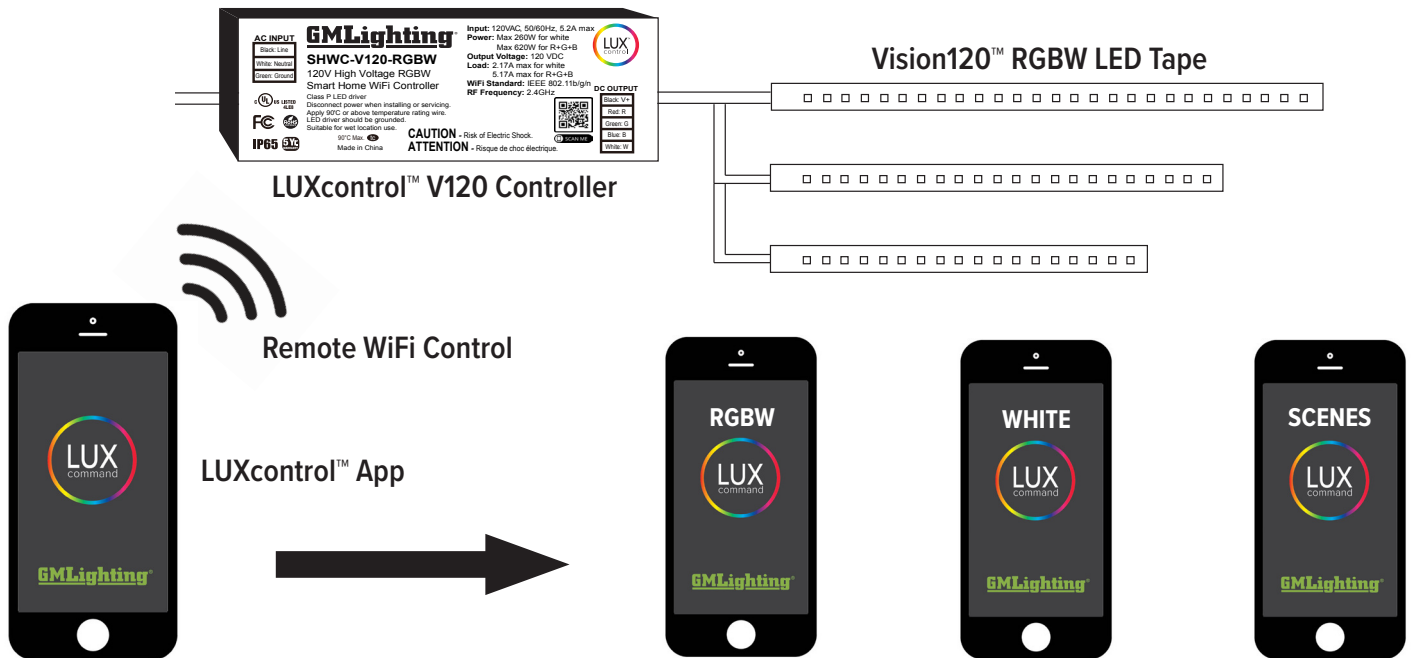 AC INPUT
Black: Line
White: Neutral
Green: Ground
GMLighting®
SHWC-V120-RGBW
120V High Voltage RGBW
Smart Home WiFi Controller
Class P LED driver
Disconnect power when installing or servicing.
Apply 90°C or above temperature rating wire.
LED driver should be grounded.
Suitable for wet location use.
90°C Max.
Made in China
C UL US LISTED
FC
RoHS
IP65
5 YR
Input: 120VAC, 50/60Hz, 5.2A max
Power: Max 260W for white
Max 620W for R+G+B
Output Voltage: 120 VDC
Load: 2.17A max for white
5.17A max for R+G+B
WiFi Standard: IEEE 802.11b/g/n
RF Frequency: 2.4GHz
CAUTION - Risk of Electric Shock.
ATTENTION - Risque de choc électrique.
LUX
control
SCAN ME
DC OUTPUT
Black: V+
Red: R
Green: G
Blue: B
White: W
Vision120™ RGBW LED Tape
LUXcontrol™ V120 Controller
Remote WiFi Control
LUXcontrol™ App
LUX
command
GMLighting®
RGBW
LUX
command
GMLighting®
WHITE
LUX
command
GMLighting®
SCENES
LUX
command
GMLighting®